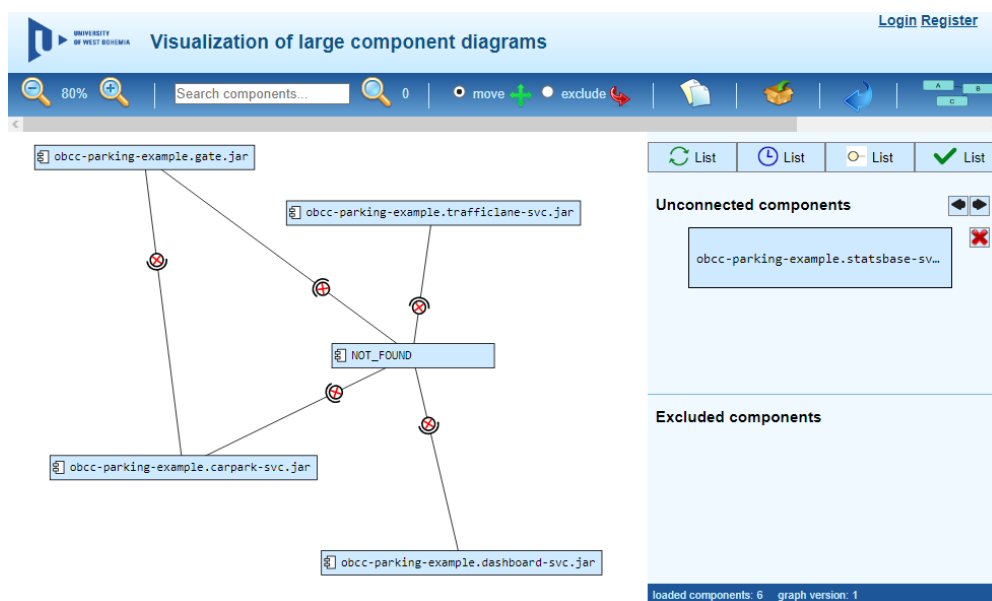 Login Register
UNIVERSITY
OF WEST BOHEMIA
Visualization of large component diagrams
80%
Search components...
0
move
exclude
A
B
C
obcc-parking-example.gate.jar
obcc-parking-example.trafficlane-svc.jar
NOT_FOUND
obcc-parking-example.carpark-svc.jar
obcc-parking-example.dashboard-svc.jar
List
List
List
List
Unconnected components
obcc-parking-example.statsbase-sv…
Excluded components
loaded components: 6 graph version: 1